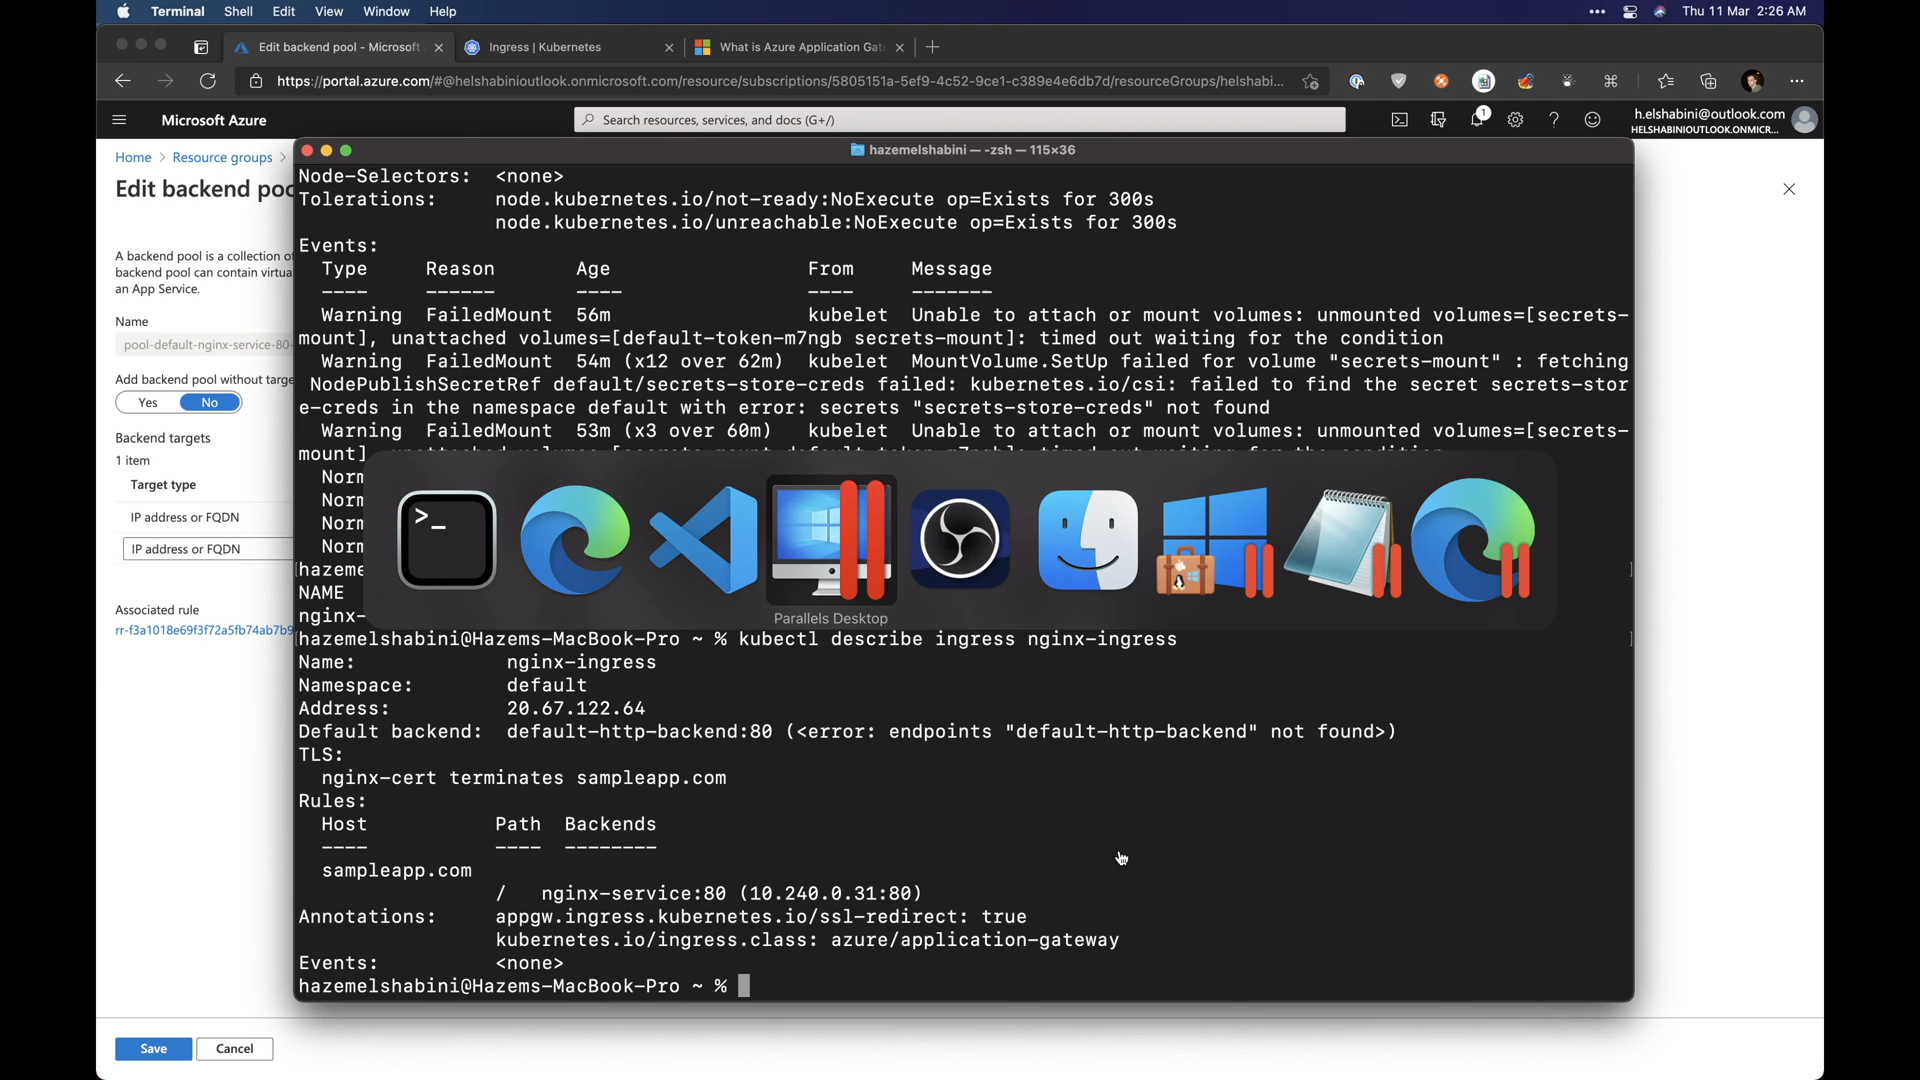 Terminal Shell Edit View Window Help
Thu 11 Mar 2:26 AM
Edit backend pool - Microsoft
Ingress | Kubernetes
What is Azure Application Gat
https://portal.azure.com/#@helshabinioutlook.onmicrosoft.com/resource/subscriptions/5805151a-5ef9-4c52-9ce1-c389e4e6db7d/resourceGroups/helshabi...
Microsoft Azure
Search resources, services, and docs (G+/)
1
h.elshabini@outlook.com
HELSHABINIOUTLOOK.ONMICR...
Home > Resource groups >
Edit backend poo
A backend pool is a collection o
backend pool can contain virtua
an App Service.
Name
pool-default-nginx-service-80-
Add backend pool without targe
Yes No
Backend targets
1 item
Target type
IP address or FQDN
IP address or FQDN
Associated rule
rr-f3a1018e69f3f72a5fb74ab7b9
Save Cancel
hazemelshabini — -zsh — 115×36
Node-Selectors: <none>
Tolerations: node.kubernetes.io/not-ready:NoExecute op=Exists for 300s
node.kubernetes.io/unreachable:NoExecute op=Exists for 300s
Events:
Type Reason Age From Message
---- ------ ---- ---- -------
Warning FailedMount 56m kubelet Unable to attach or mount volumes: unmounted volumes=[secrets-
mount], unattached volumes=[default-token-m7ngb secrets-mount]: timed out waiting for the condition
Warning FailedMount 54m (x12 over 62m) kubelet MountVolume.SetUp failed for volume "secrets-mount" : fetching
NodePublishSecretRef default/secrets-store-creds failed: kubernetes.io/csi: failed to find the secret secrets-stor
e-creds in the namespace default with error: secrets "secrets-store-creds" not found
Warning FailedMount 53m (x3 over 60m) kubelet Unable to attach or mount volumes: unmounted volumes=[secrets-
mount]
Norm
Norm
Norm
Norm
hazeme
NAME
nginx-
Parallels Desktop
hazemelshabini@Hazems-MacBook-Pro ~ % kubectl describe ingress nginx-ingress
Name: nginx-ingress
Namespace: default
Address: 20.67.122.64
Default backend: default-http-backend:80 (<error: endpoints "default-http-backend" not found>)
TLS:
nginx-cert terminates sampleapp.com
Rules:
Host Path Backends
---- ---- --------
sampleapp.com
/ nginx-service:80 (10.240.0.31:80)
Annotations: appgw.ingress.kubernetes.io/ssl-redirect: true
kubernetes.io/ingress.class: azure/application-gateway
Events: <none>
hazemelshabini@Hazems-MacBook-Pro ~ %